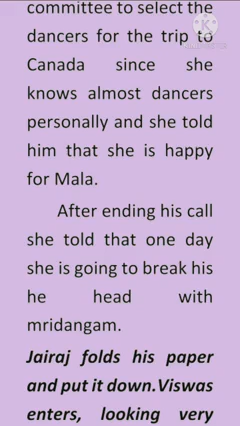 committee to select the
dancers for the trip to
Canada since she
knows almost dancers
personally and she told
him that she is happy
for Mala.
After ending his call
she told that one day
she is going to break his
he head with
mridangam.
Jairaj folds his paper
and put it down.Viswas
enters, looking very